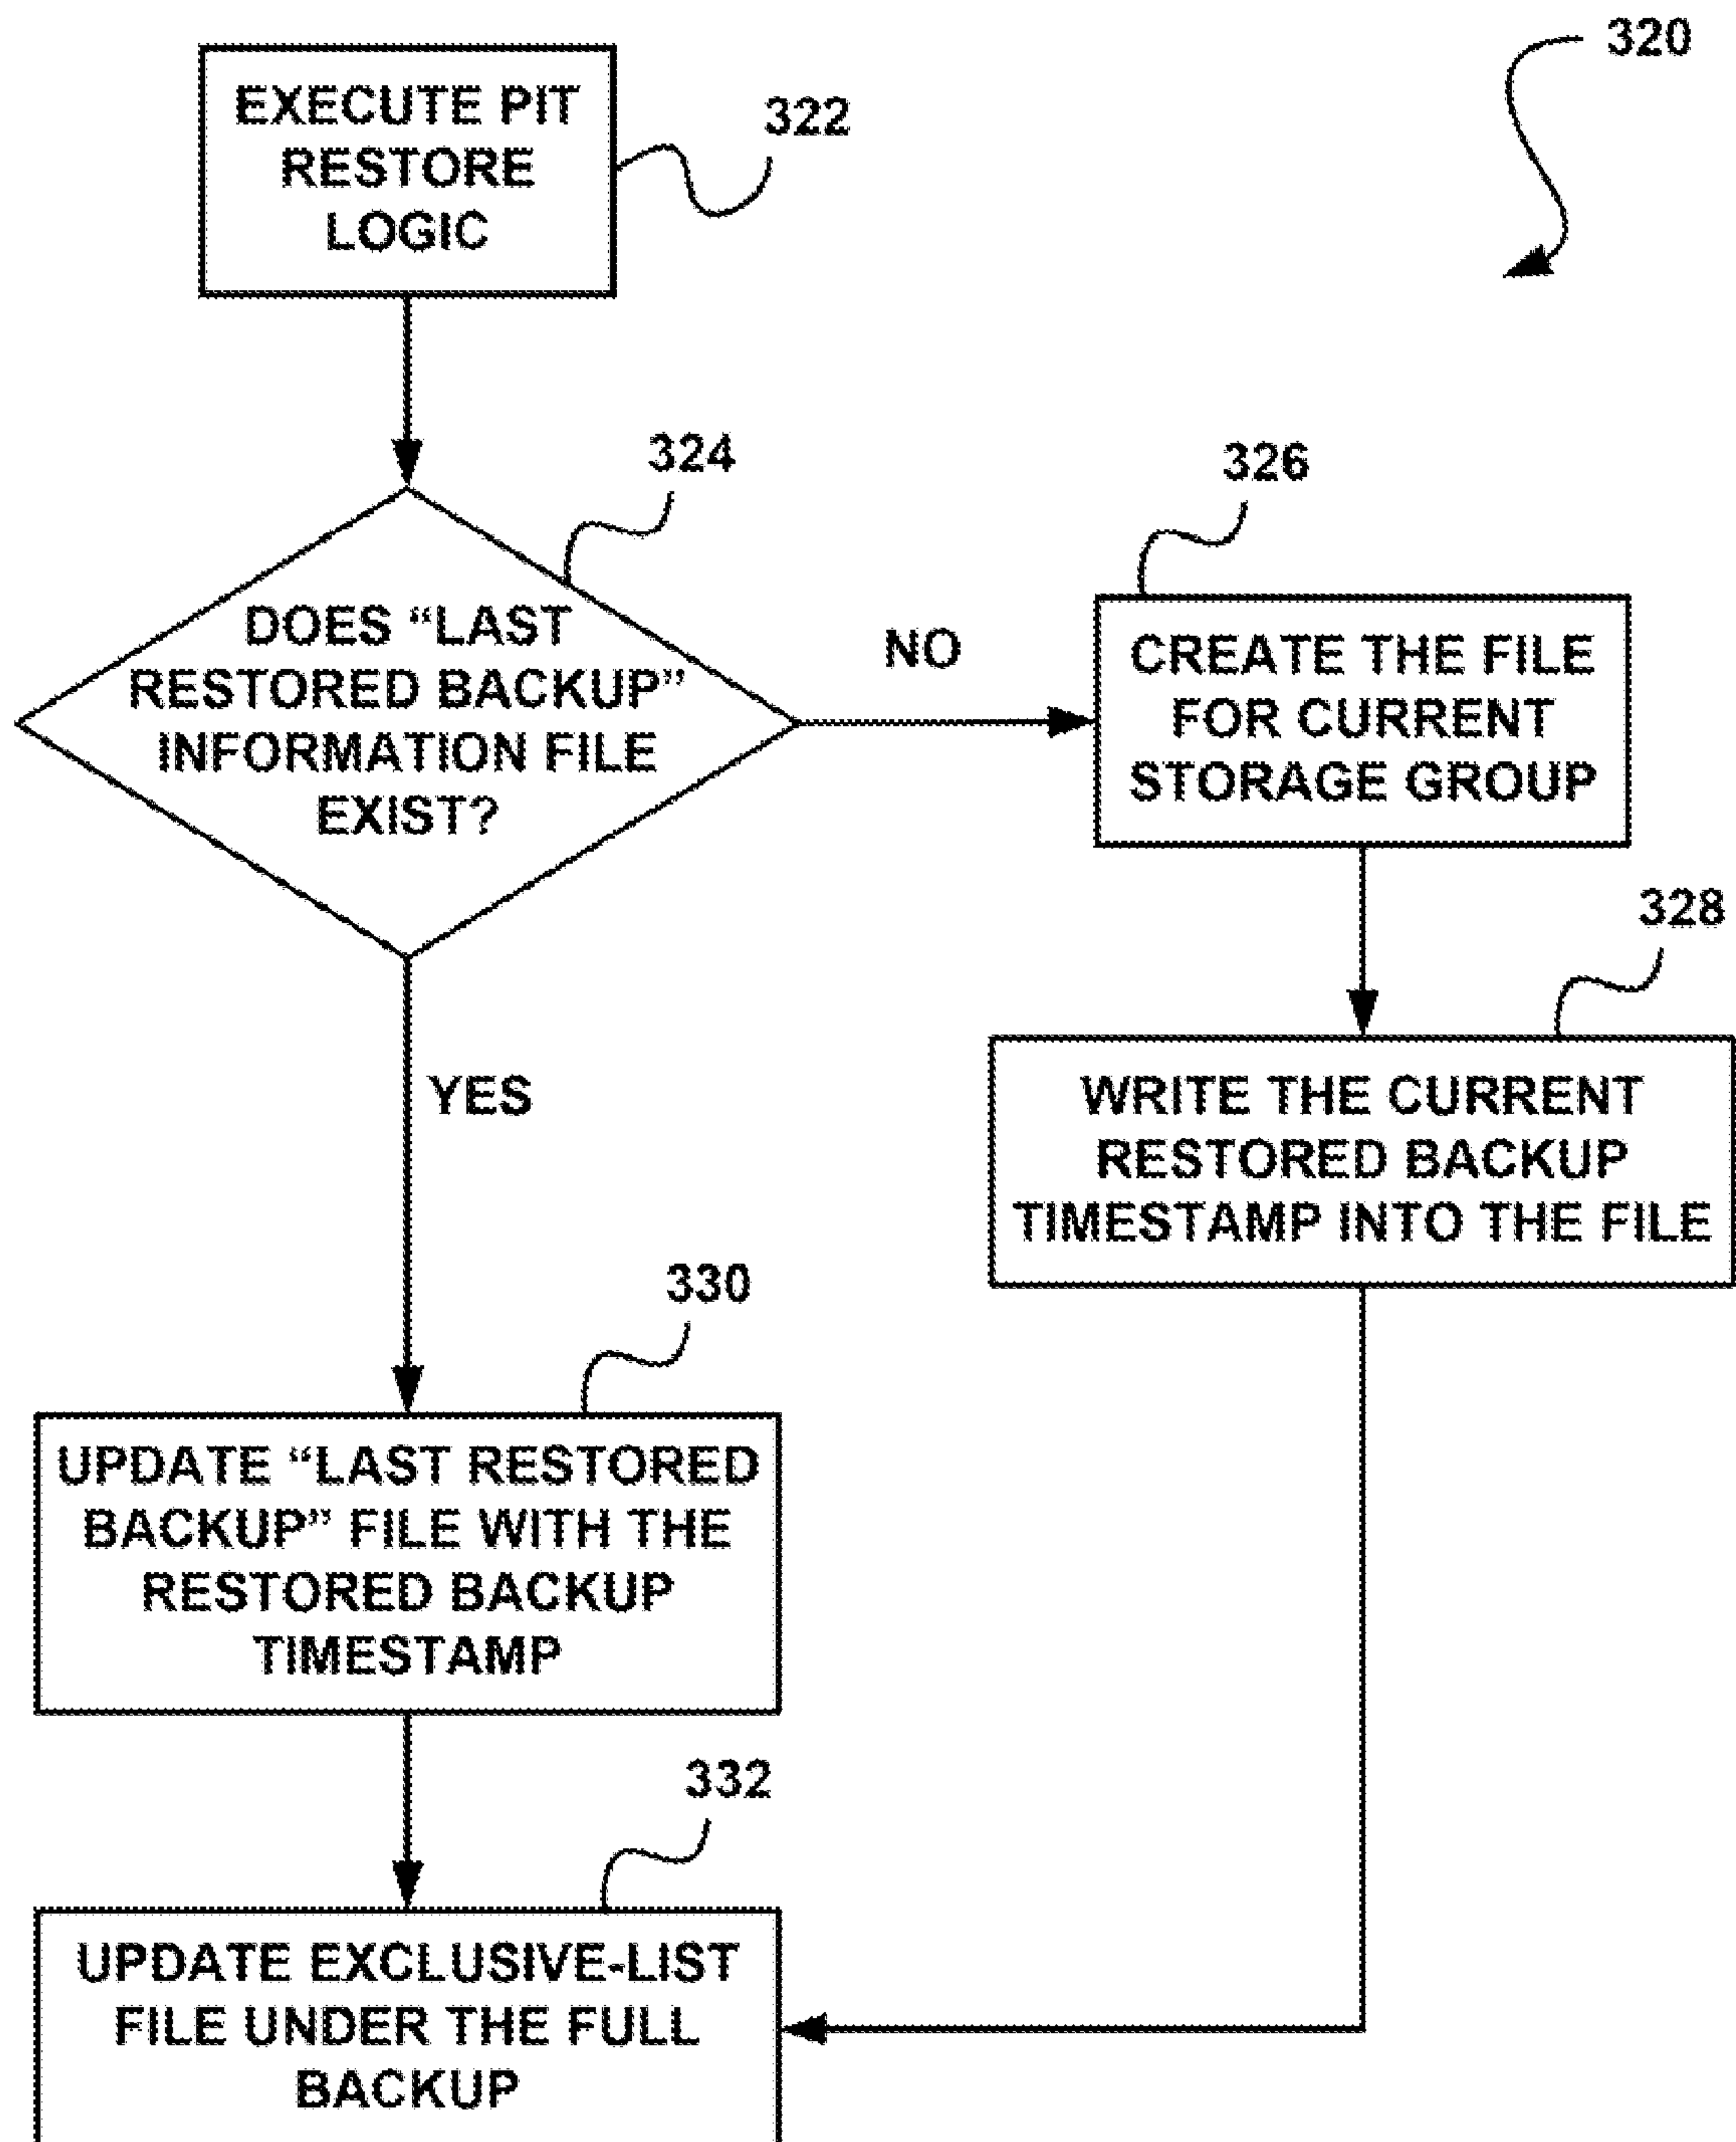 320
EXECUTE PIT
RESTORE
LOGIC
322
324
DOES “LAST
RESTORED BACKUP”
INFORMATION FILE
EXIST?
NO
326
CREATE THE FILE
FOR CURRENT
STORAGE GROUP
328
WRITE THE CURRENT
RESTORED BACKUP
TIMESTAMP INTO THE FILE
YES
330
UPDATE “LAST RESTORED
BACKUP” FILE WITH THE
RESTORED BACKUP
TIMESTAMP
332
UPDATE EXCLUSIVE-LIST
FILE UNDER THE FULL
BACKUP